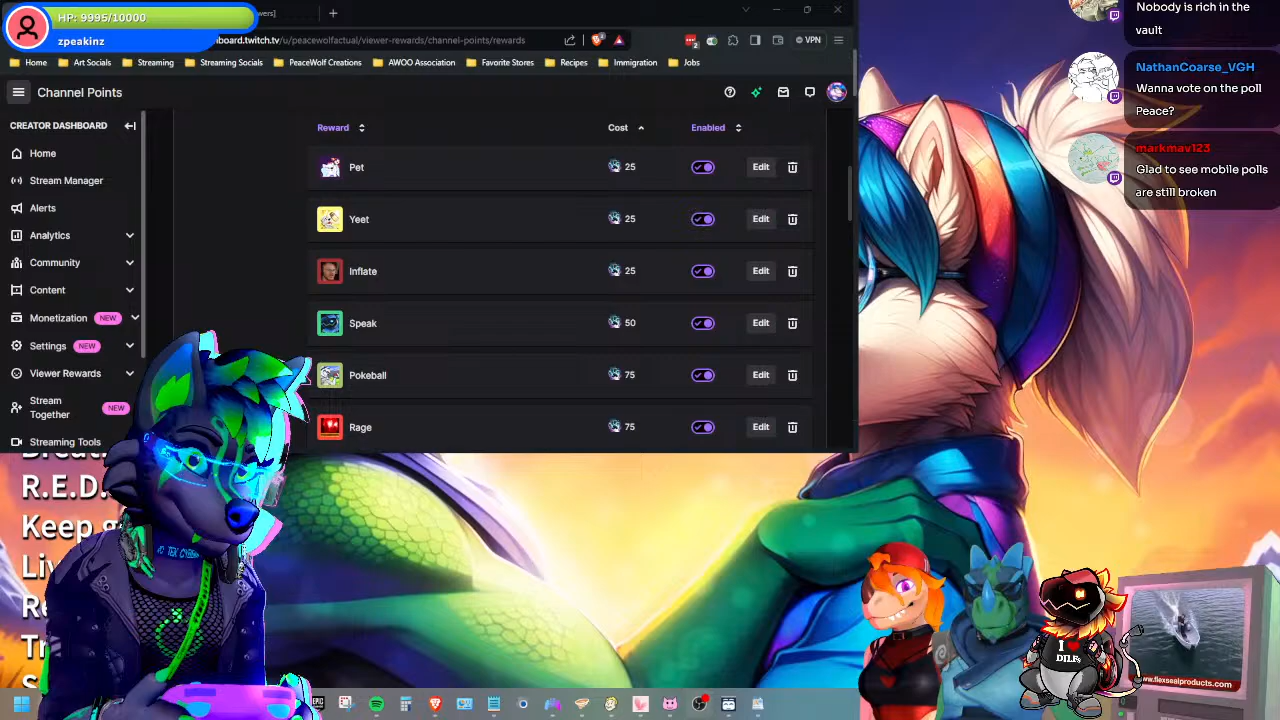 HP: 9995/10000
zpeakinz
wers]
board.twitch.tv/u/peacewolfactual/viewer-rewards/channel-points/rewards
VPN
Home
Art Socials
Streaming
Streaming Socials
PeaceWolf Creations
AVDO Association
Favorite Stores
Recipes
Immigration
Jobs
Channel Points
CREATOR DASHBOARD
Home
Stream Manager
Alerts
Analytics
Community
Content
Monetization NEW
Settings NEW
Viewer Rewards
Stream
Together NEW
Streaming Tools
Reward Cost Enabled
Pet 25 Edit
Yeet 25 Edit
Inflate 25 Edit
Speak 50 Edit
Pokeball 75 Edit
Rage 75 Edit
R.E.D.
Keep g
Nobody is rich in the
vault
NathanCoarse_VGH
Wanna vote on the poll
Peace?
markmav123
Glad to see mobile polls
are still broken
I
DILFs
www.flexsealproducts.com
EPIC